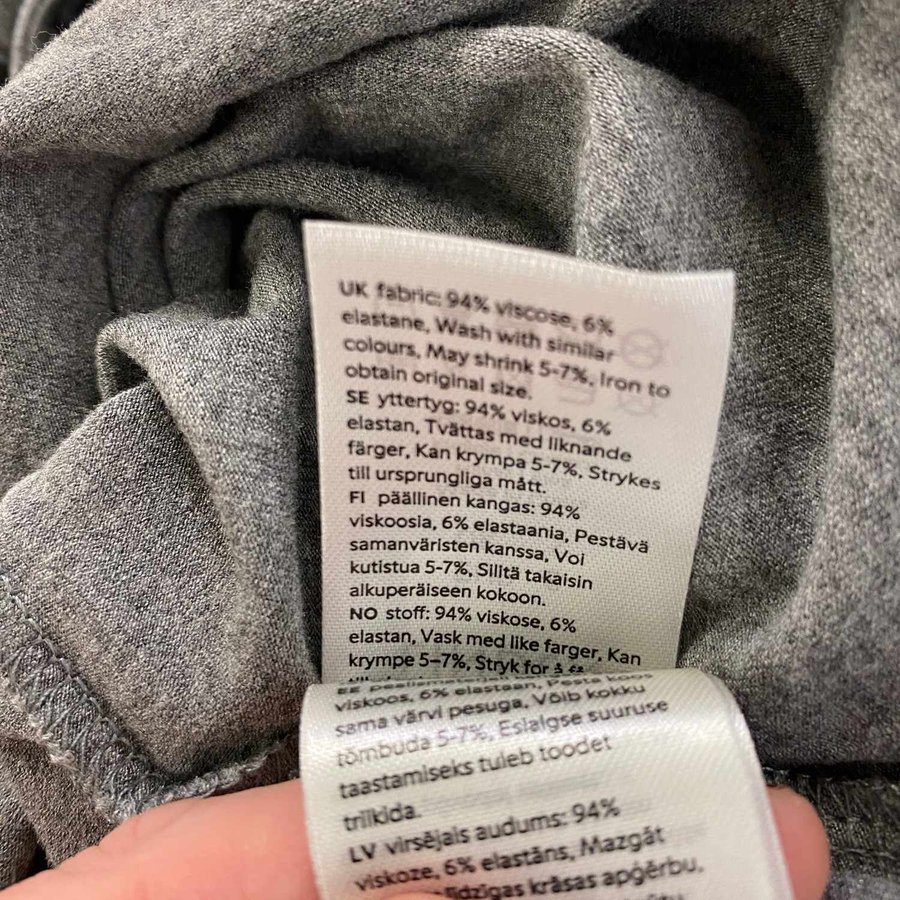 UK fabric: 94% viscose, 6%
elastane, Wash with similar
colours, May shrink 5-7%, Iron to
obtain original size.
SE yttertyg: 94% viskos, 6%
elastan, Tvättas med liknande
färger, Kan krympa 5-7%, Strykes
till ursprungliga mått.
FI päällinen kangas: 94%
viskoosia, 6% elastaania, Pestävä
samanväristen kanssa, Voi
kutistua 5-7%, Silitä takaisin
alkuperäiseen kokoon.
NO stoff: 94% viskose, 6%
elastan, Vask med like farger, Kan
krympe 5–7%, Stryk for å få
EE Pesta koos
viskoos, 6% elastaan,
sama värvi pesuga, Võib kokku
tõmbuda 5-7%, Esialgse suuruse
taastamiseks tuleb toodet
triikida.
LV virsējais audums: 94%
viskoze, 6% elastāns, Mazgāt
līdzīgas krāsas apģērbu,